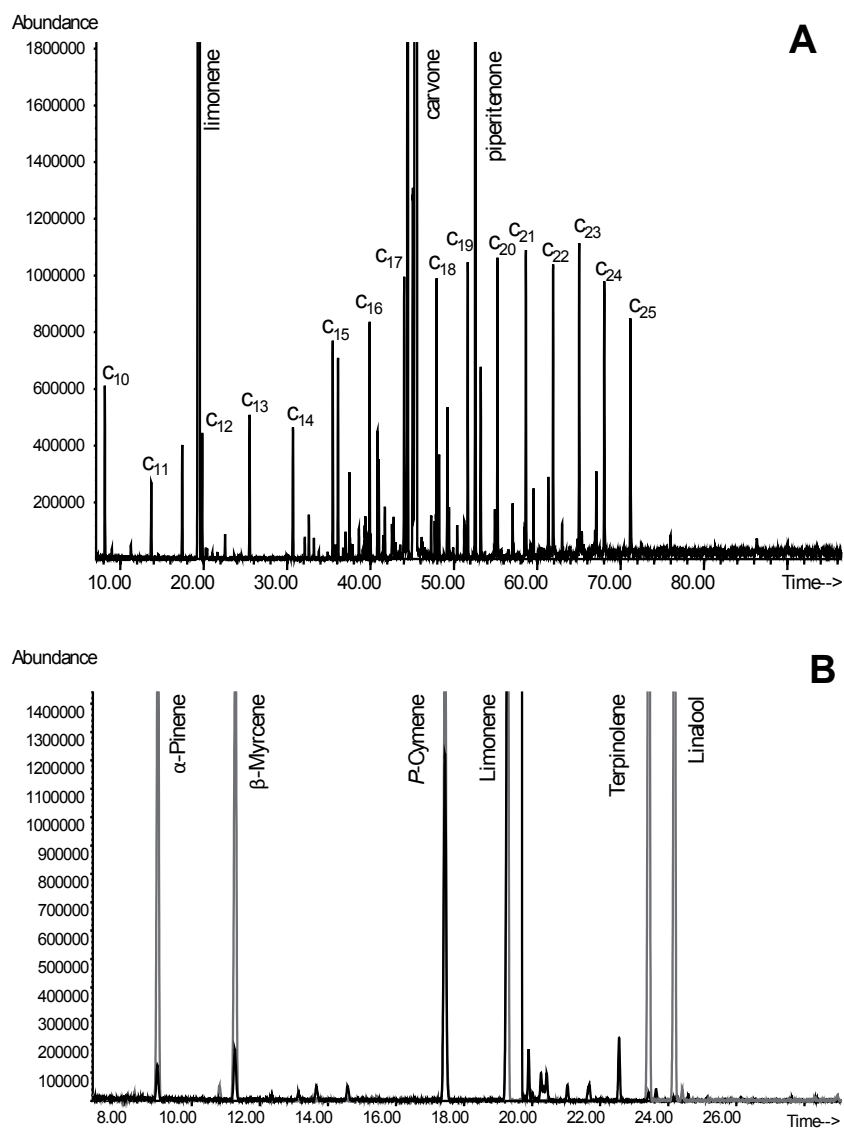 Abundance
A
1800000
1600000
1400000
1200000
1000000
800000
600000
400000
200000
limonene
carvone
piperitenone
C10
C11
C12
C13
C14
C15
C16
C17
C18
C19
C20
C21
C22
C23
C24
C25
10.00 20.00 30.00 40.00 50.00 60.00 70.00 80.00 Time-->
Abundance
B
1400000
1300000
1200000
1100000
1000000
900000
800000
700000
600000
500000
400000
300000
200000
100000
α-Pinene
β-Myrcene
P-Cymene
Limonene
Terpinolene
Linalool
8.00 10.00 12.00 14.00 16.00 18.00 20.00 22.00 24.00 26.00 Time-->